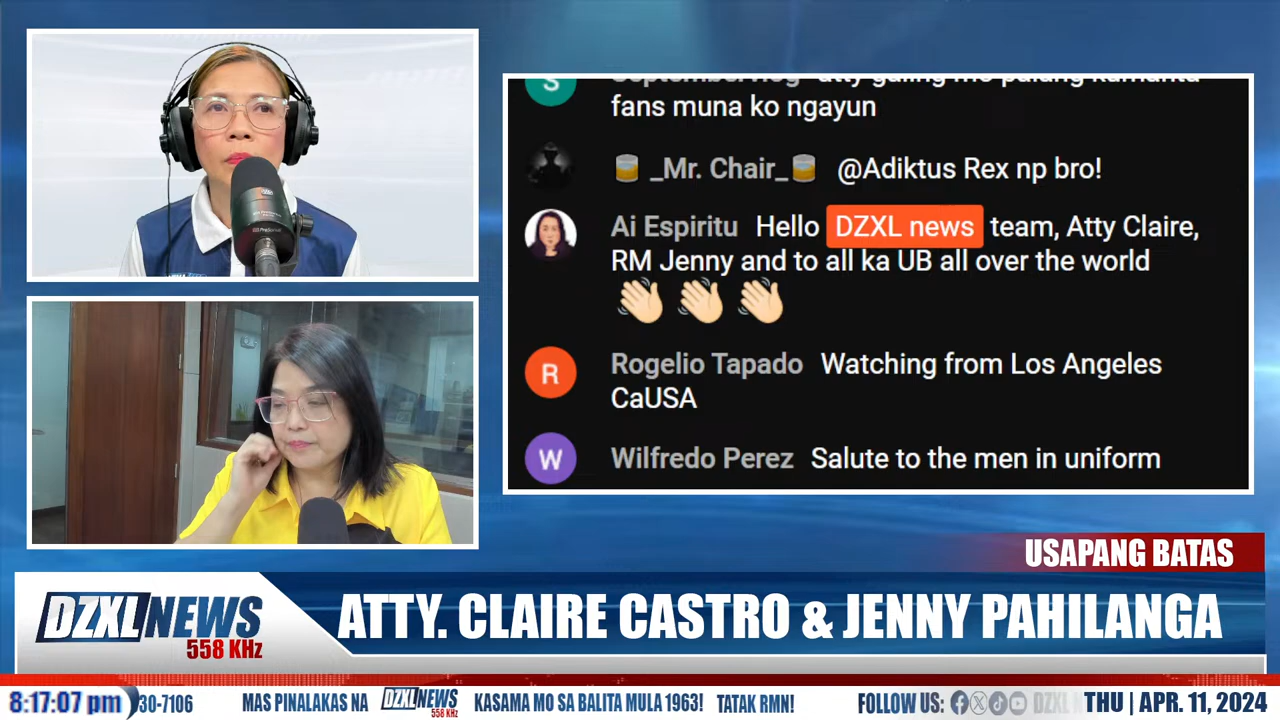 fans muna ko ngayun
_Mr. Chair_ @Adiktus Rex np bro!
Ai Espiritu Hello DZXL news team, Atty Claire,
RM Jenny and to all ka UB all over the world
R Rogelio Tapado Watching from Los Angeles
CaUSA
W Wilfredo Perez Salute to the men in uniform
USAPANG BATAS
DZXL NEWS
558 KHz
ATTY. CLAIRE CASTRO & JENNY PAHILANGA
8:17:07 pm 30-7106 MAS PINALAKAS NA DZXL NEWS 558 KHz KASAMA MO SA BALITA MULA 1963! TATAK RMN! FOLLOW US: DZXL N THU | APR. 11, 2024